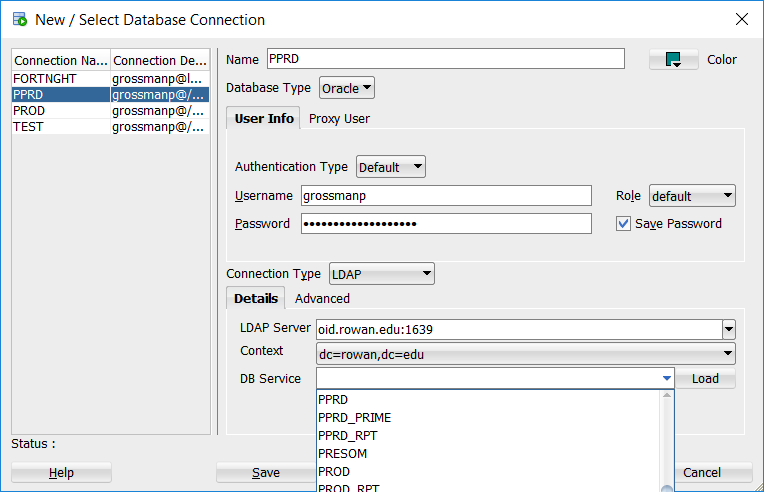 New / Select Database Connection
Connection Na... Connection De...
FORTNGHT grossmanp@l...
PPRD grossmanp@/...
PROD grossmanp@/...
TEST grossmanp@/...
Name PPRD Color
Database Type Oracle
User Info Proxy User
Authentication Type Default
Username grossmanp Role default
Password ••••••••••••••••••• Save Password
Connection Type LDAP
Details Advanced
LDAP Server oid.rowan.edu:1639
Context dc=rowan,dc=edu
DB Service Load
PPRD
PPRD_PRIME
PPRD_RPT
PRESOM
PROD
PROD_RPT
Status :
Help Save Cancel